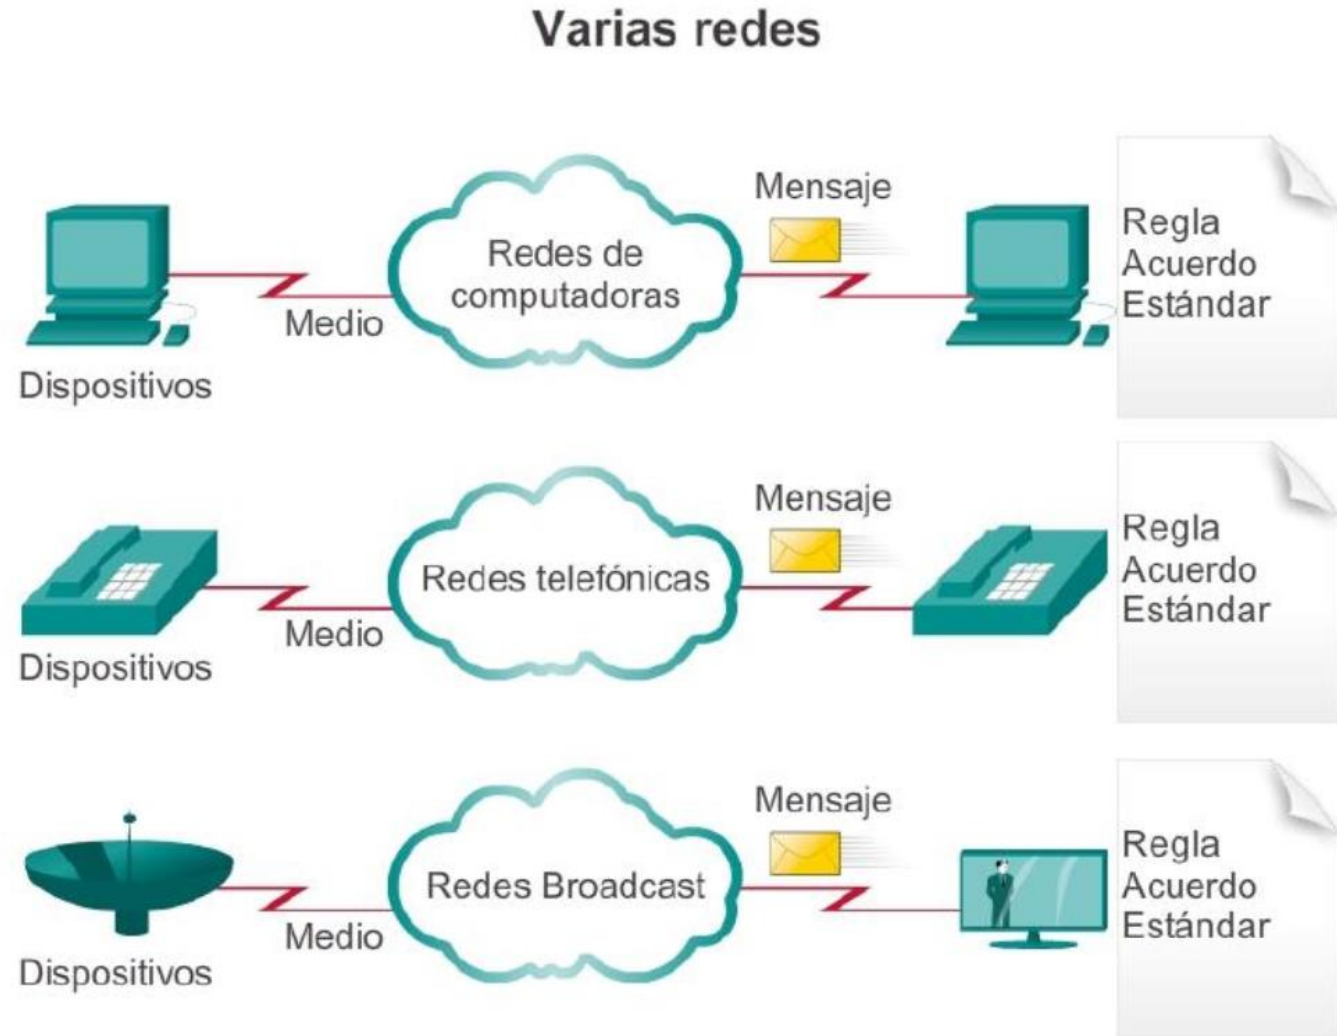 Varias redes
Mensaje
Regla
Acuerdo
Estándar
Redes de
computadoras
Medio
Dispositivos
Mensaje
Regla
Acuerdo
Estándar
Redes telefónicas
Medio
Dispositivos
Mensaje
Regla
Acuerdo
Estándar
Redes Broadcast
Medio
Dispositivos